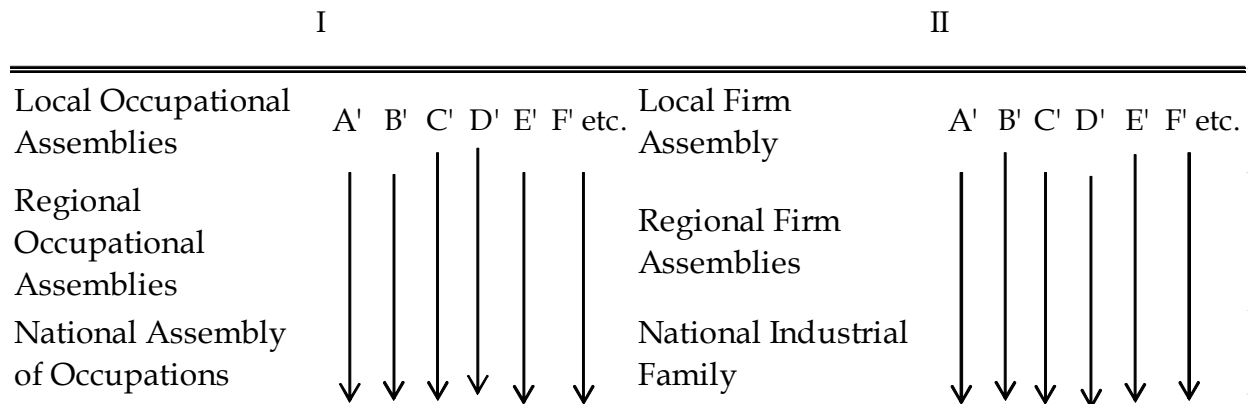 I II
Local Occupational
Assemblies
A' B' C' D' E' F' etc.
Local Firm
Assembly
A' B' C' D' E' F' etc.
Regional
Occupational
Assemblies
Regional Firm
Assemblies
National Assembly
of Occupations
National Industrial
Family